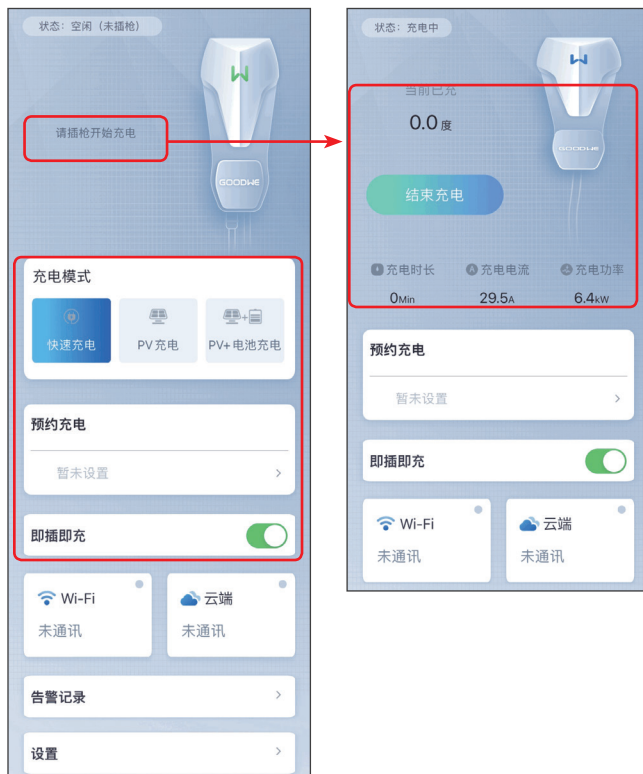 状态：空闲（未插枪）
请插枪开始充电
GOODWE
充电模式
快速充电
PV充电
PV+电池充电
预约充电
暂未设置
即插即充
Wi-Fi
云端
未通讯
未通讯
告警记录
设置
状态：充电中
当前已充
0.0 度
GOODWE
结束充电
充电时长
充电电流
充电功率
0Min
29.5A
6.4kW
预约充电
暂未设置
即插即充
Wi-Fi
云端
未通讯
未通讯